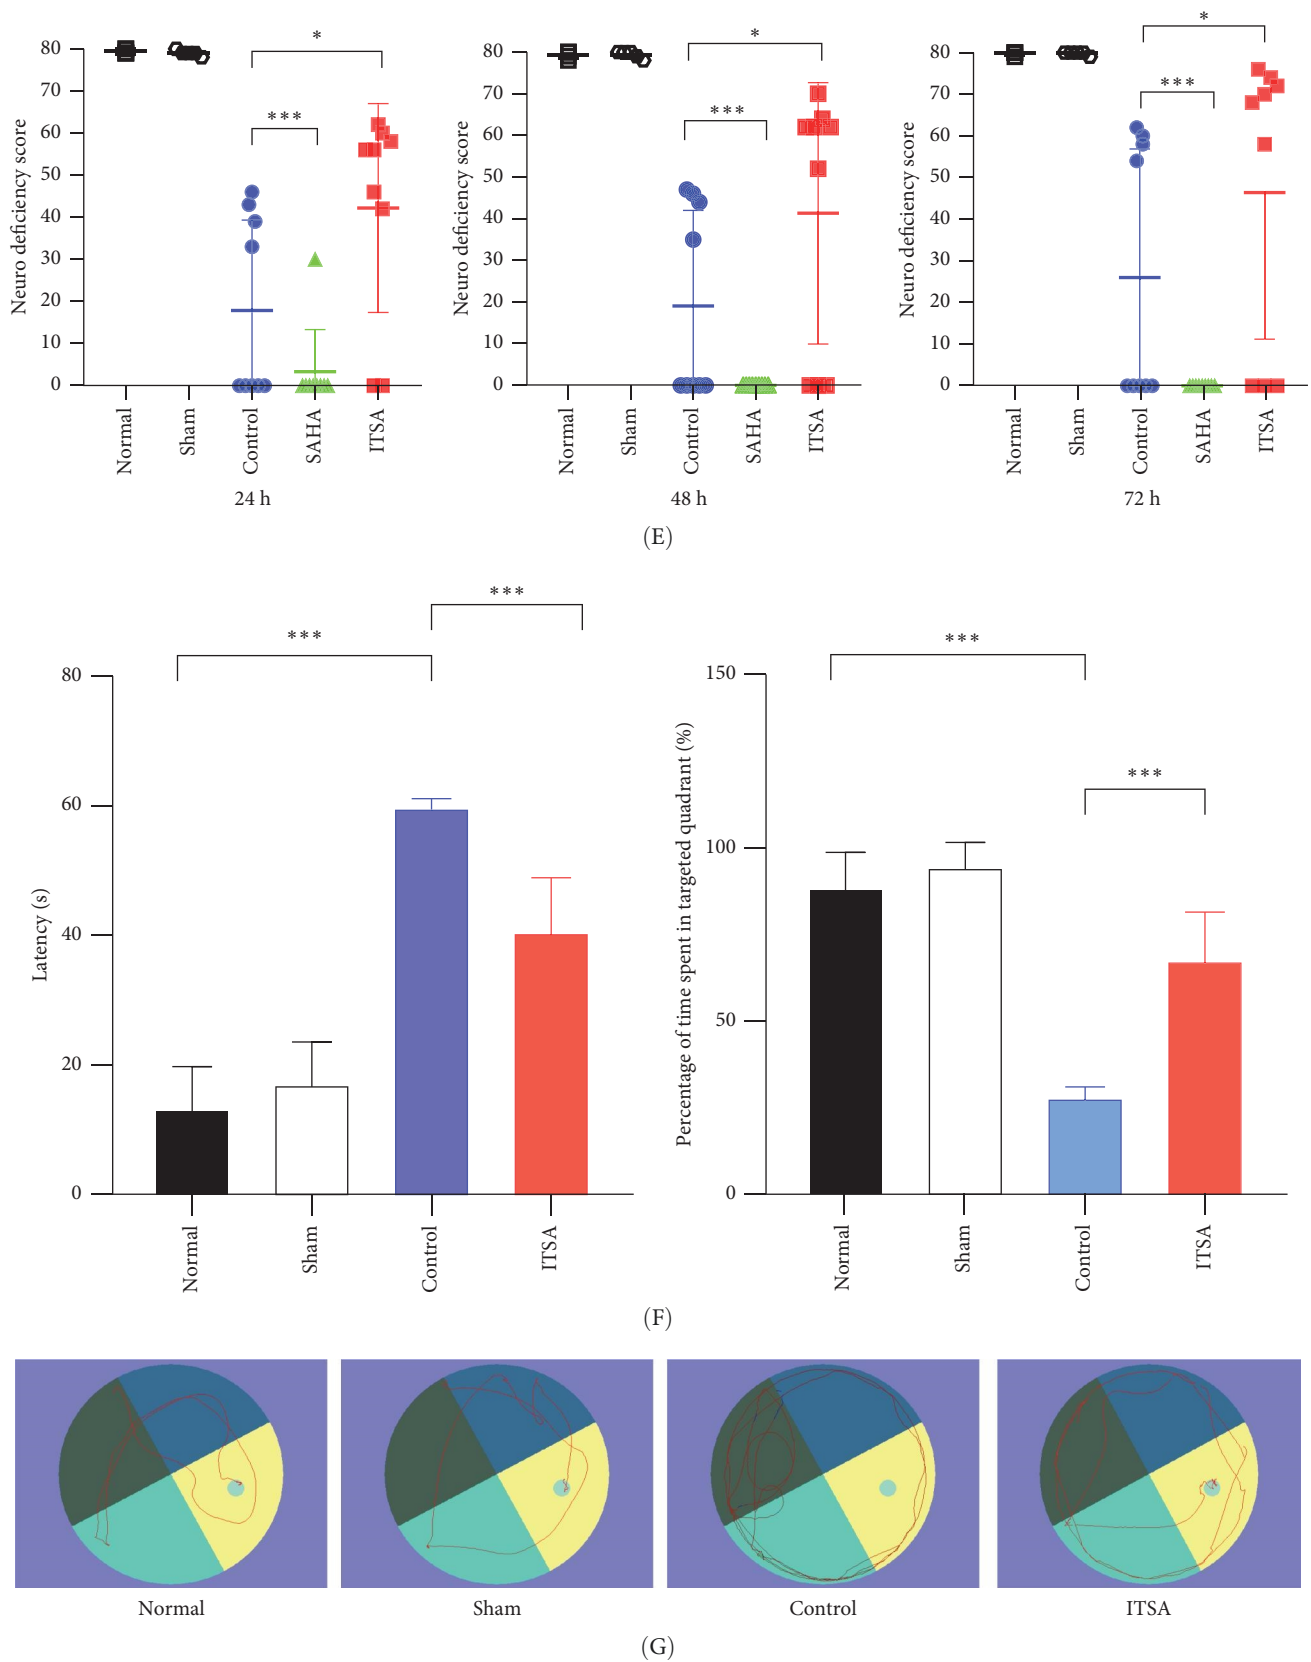 *
***
80
70
60
50
40
30
20
10
0
Neuro deficiency score
Normal
Sham
Control
SAHA
ITSA
24 h
*
***
80
70
60
50
40
30
20
10
0
Neuro deficiency score
Normal
Sham
Control
SAHA
ITSA
48 h
*
***
80
70
60
50
40
30
20
10
0
Neuro deficiency score
Normal
Sham
Control
SAHA
ITSA
72 h
(E)
***
***
80
60
40
20
0
Latency (s)
Normal
Sham
Control
ITSA
***
***
150
100
50
0
Percentage of time spent in targeted quadrant (%)
Normal
Sham
Control
ITSA
(F)
Normal
Sham
Control
ITSA
(G)